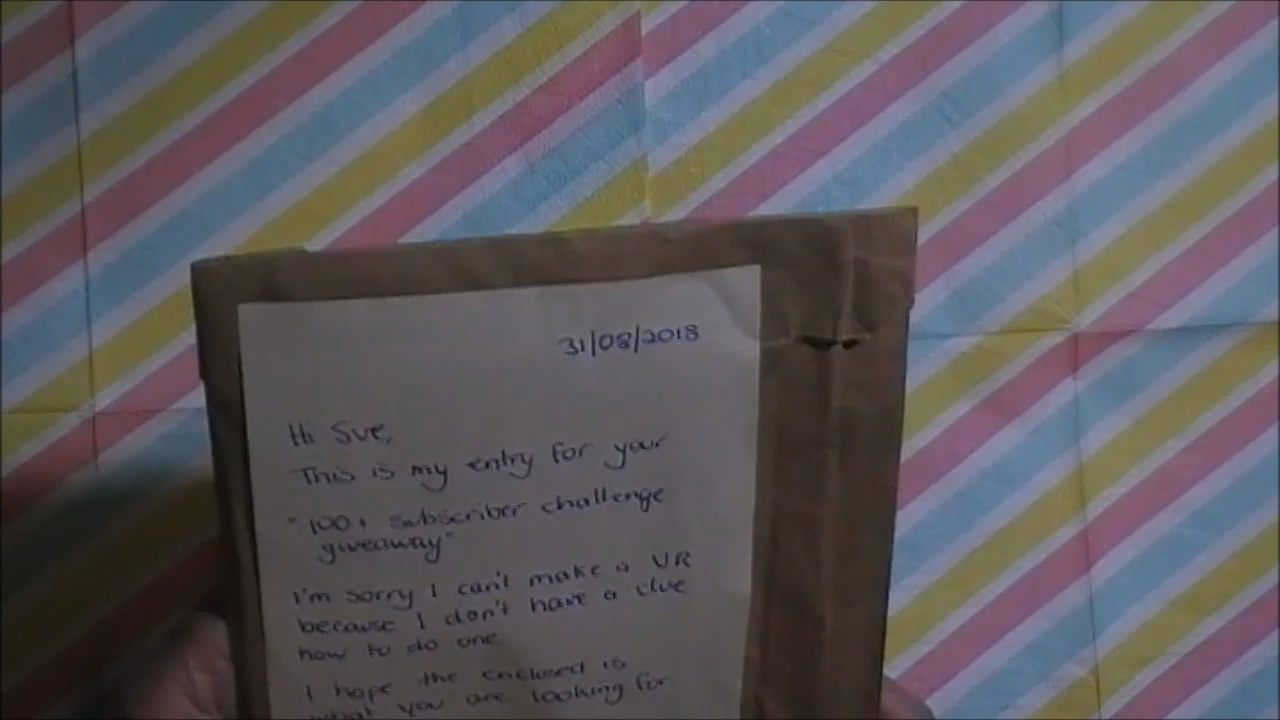 31/08/2018
Hi Sue,
This is my entry for your
"100+ subscriber challenge
giveaway"
I'm sorry I can't make a VR
because I don't have a clue
how to do one
I hope the enclosed is
what you are looking for